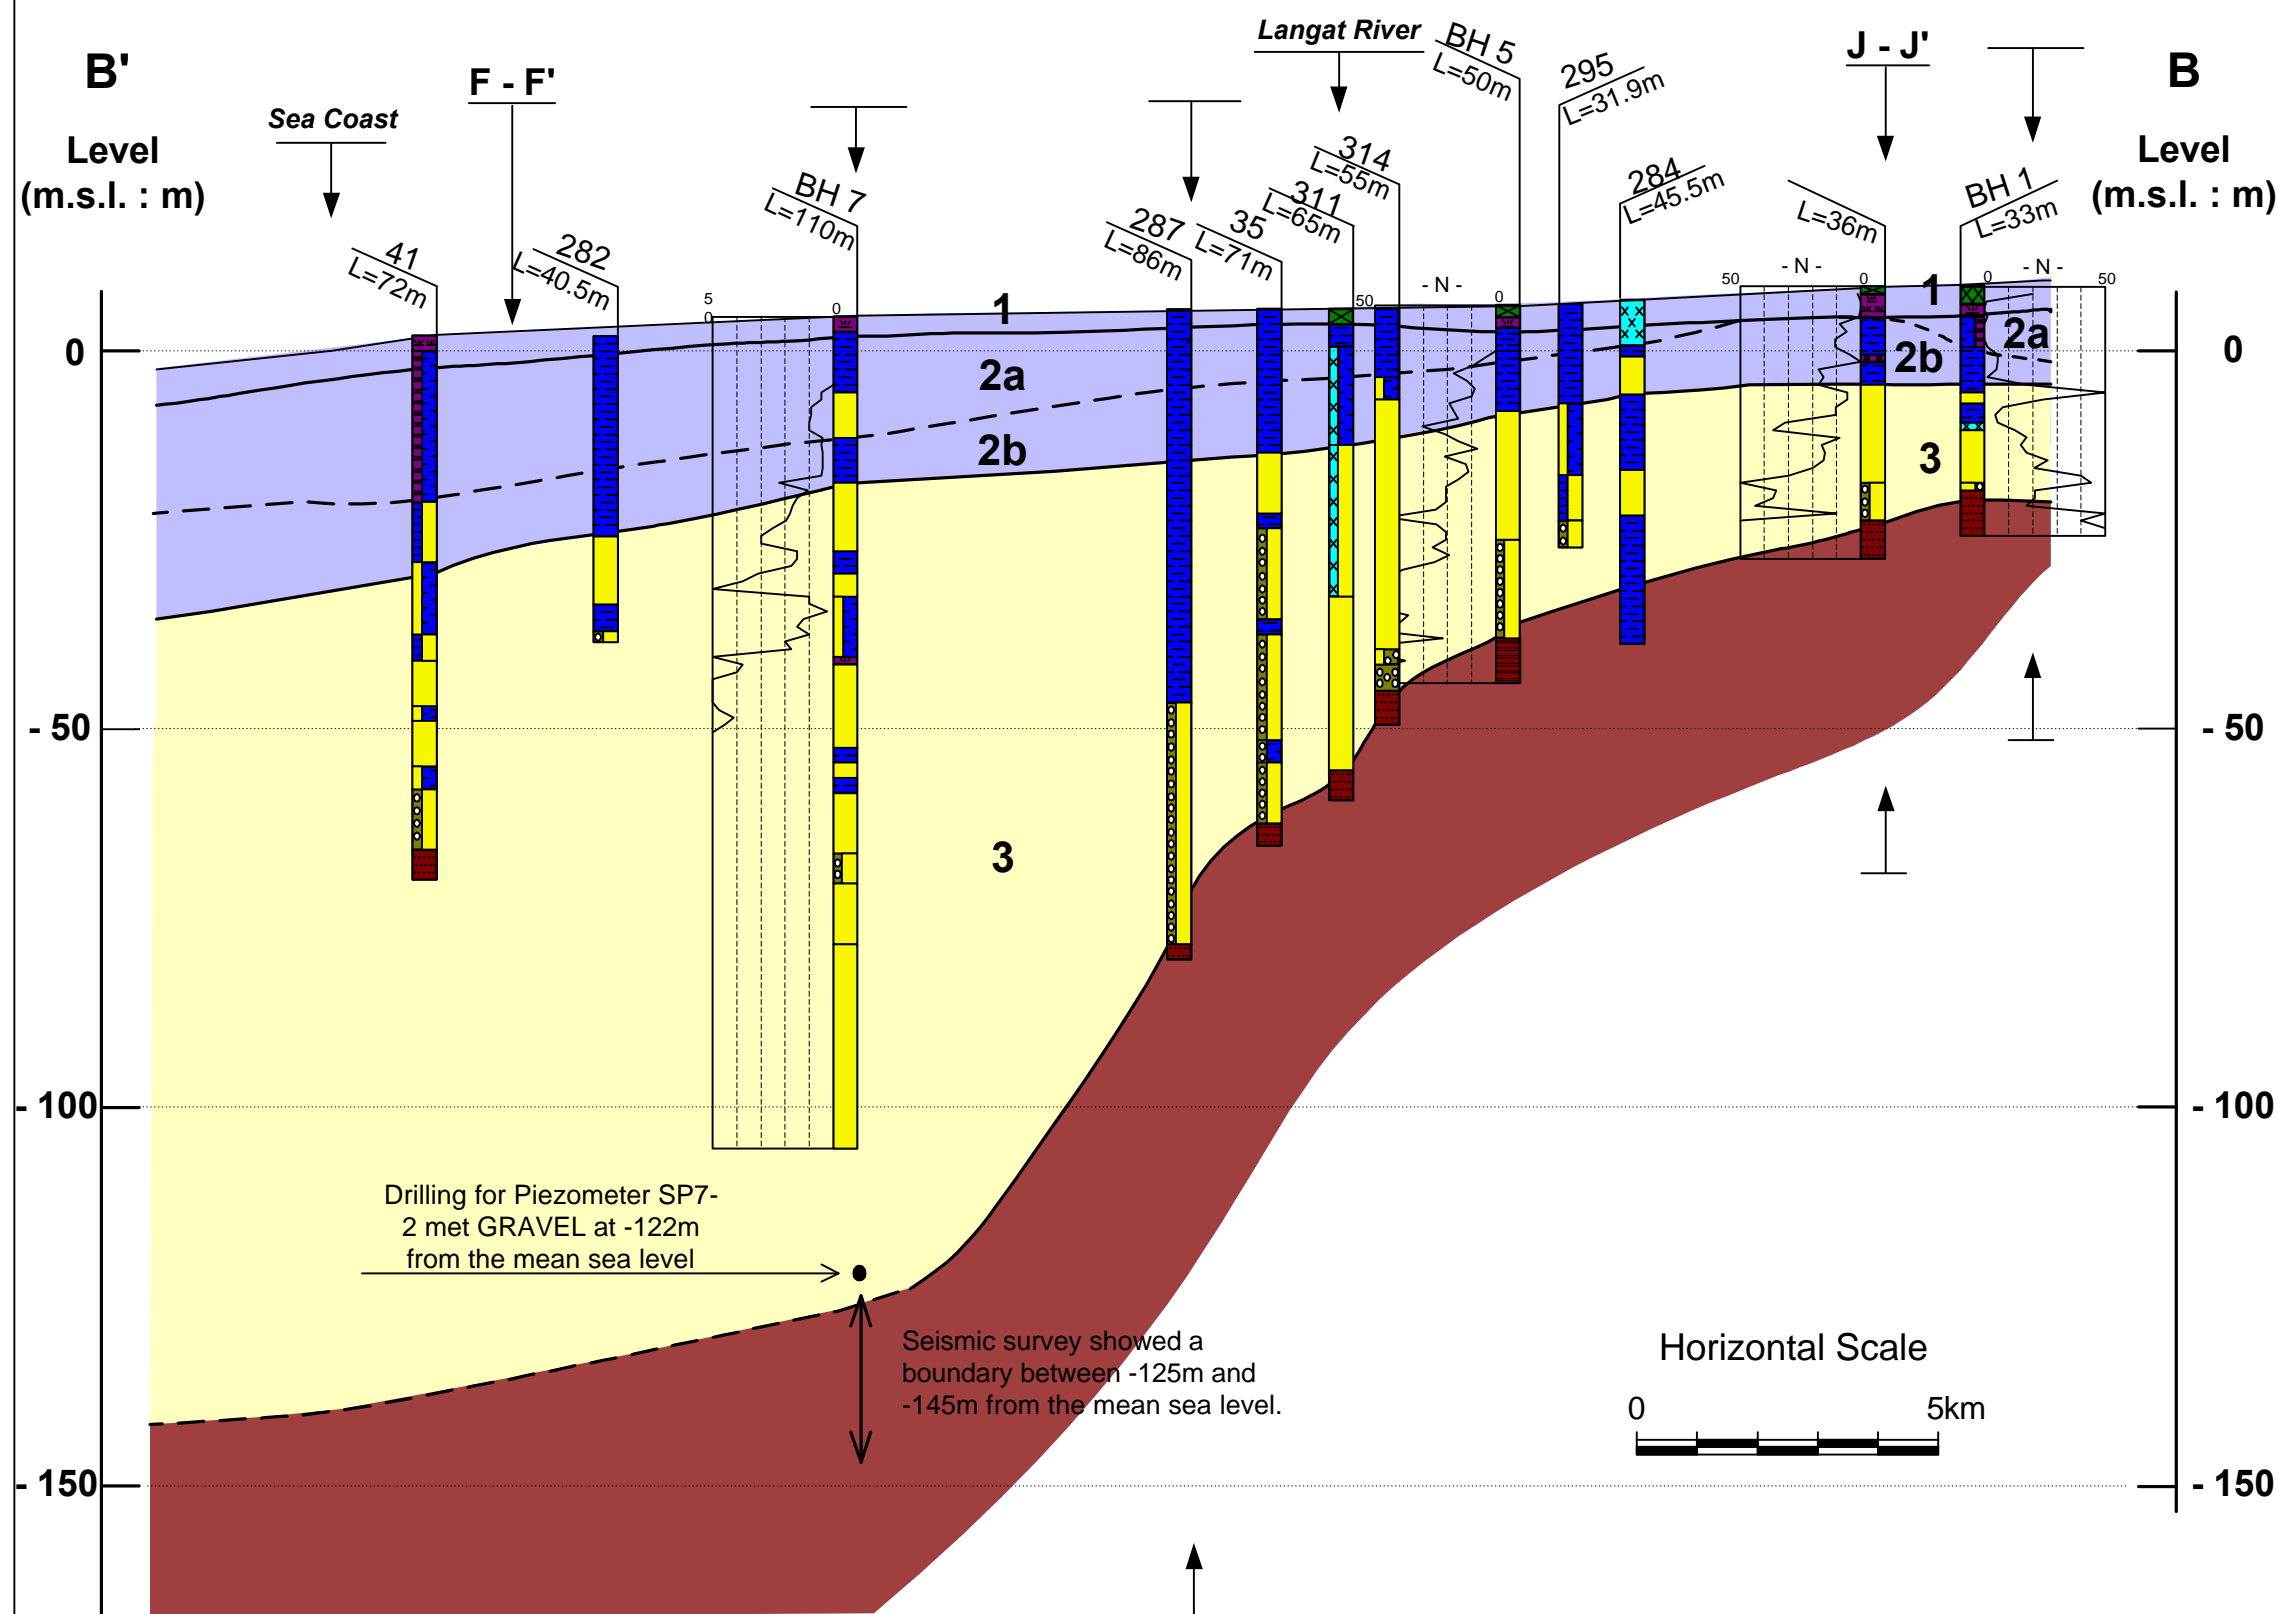 B'
Level
(m.s.l. : m)
Sea Coast
F - F'
Langat River
J - J'
B
Level
(m.s.l. : m)
41
L=72m
282
L=40.5m
BH 7
L=110m
287
L=86m
35
L=71m
311
L=65m
314
L=55m
BH 5
L=50m
295
L=31.9m
284
L=45.5m
L=36m
BH 1
L=33m
5
0
0
50
- N -
0
50
- N -
0
0
- N -
50
1
1
2a
2a
2b
2b
3
3
0
- 50
- 100
- 150
0
- 50
- 100
- 150
Drilling for Piezometer SP7-
2 met GRAVEL at -122m
from the mean sea level
Seismic survey showed a
boundary between -125m and
-145m from the mean sea level.
Horizontal Scale
0 5km